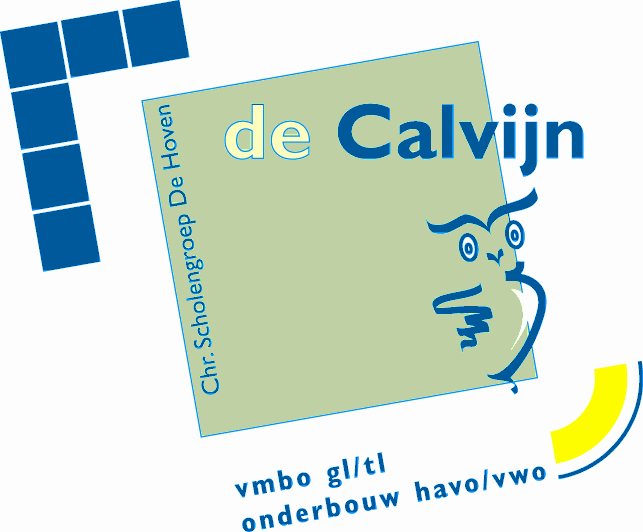 de Calvijn
Chr. Scholengroep De Hoven
vmbo gl/tl
onderbouw havo/vwo